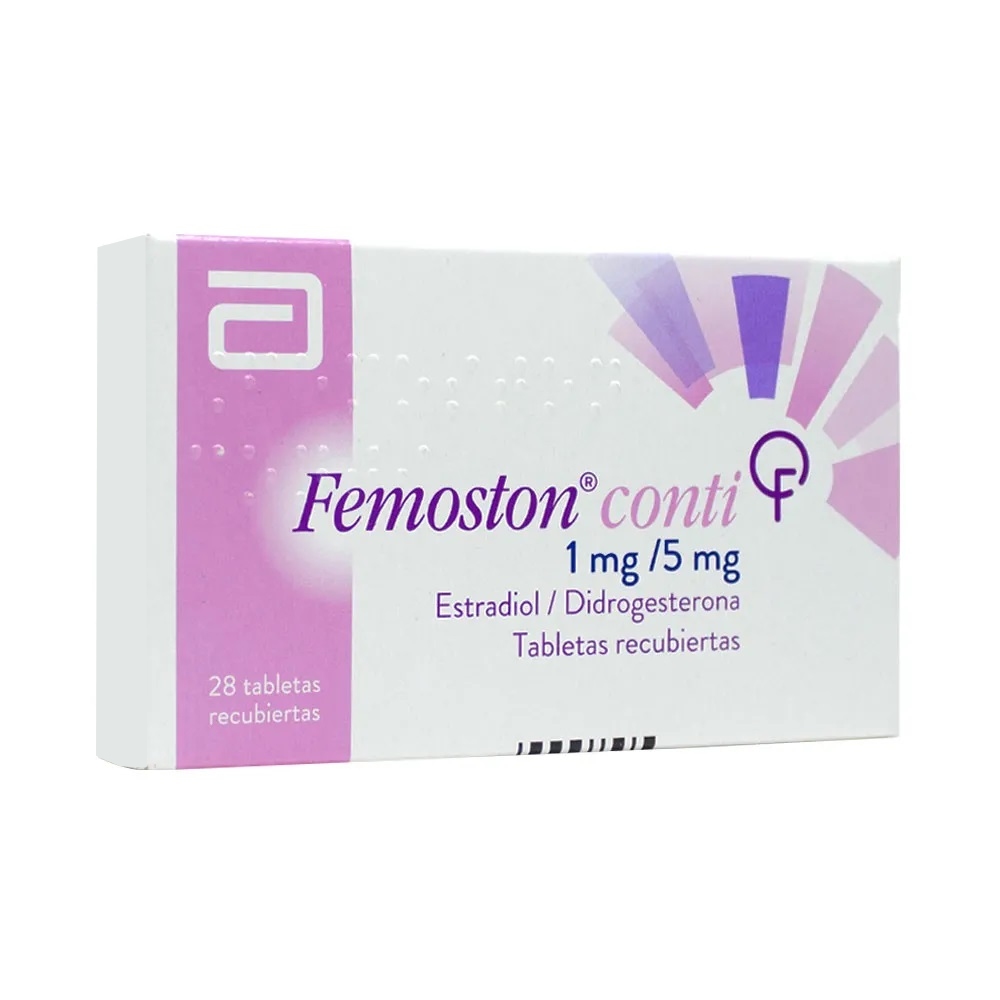 Femoston® conti
1 mg /5 mg
Estradiol / Didrogesterona
Tabletas recubiertas
28 tabletas
recubiertas